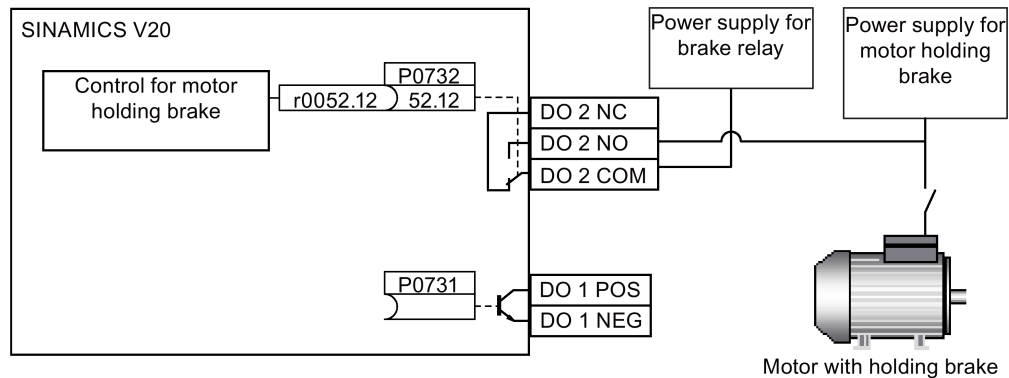 SINAMICS V20
Control for motor
holding brake
P0732
r0052.12
52.12
DO 2 NC
DO 2 NO
DO 2 COM
Power supply for
brake relay
Power supply for
motor holding
brake
P0731
DO 1 POS
DO 1 NEG
Motor with holding brake